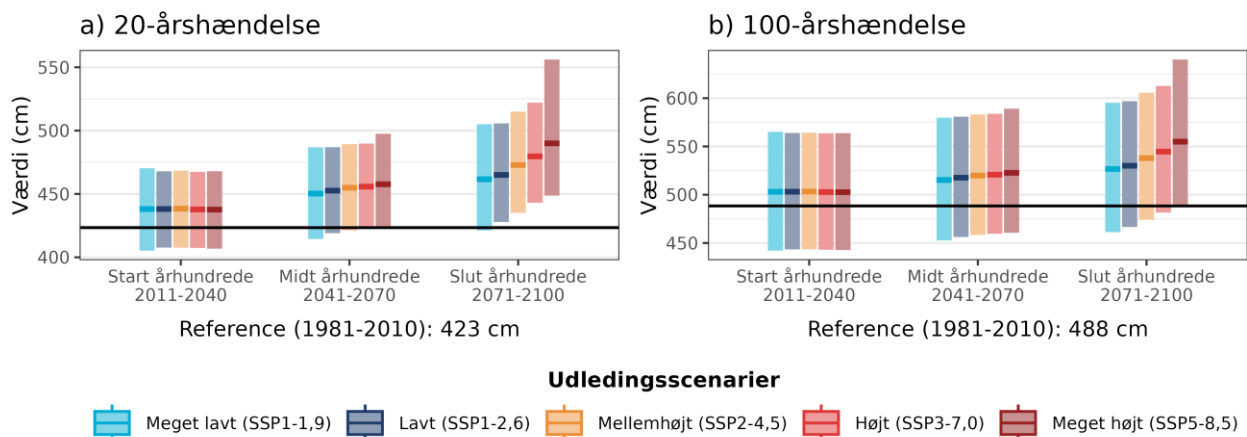 a) 20-årshændelse
Værdi (cm)
550
500
450
400
Start århundrede
2011-2040
Midt århundrede
2041-2070
Slut århundrede
2071-2100
Reference (1981-2010): 423 cm
b) 100-årshændelse
Værdi (cm)
600
550
500
450
Start århundrede
2011-2040
Midt århundrede
2041-2070
Slut århundrede
2071-2100
Reference (1981-2010): 488 cm
Udledingsscenarier
Meget lavt (SSP1-1,9)
Lavt (SSP1-2,6)
Mellemhøjt (SSP2-4,5)
Højt (SSP3-7,0)
Meget højt (SSP5-8,5)